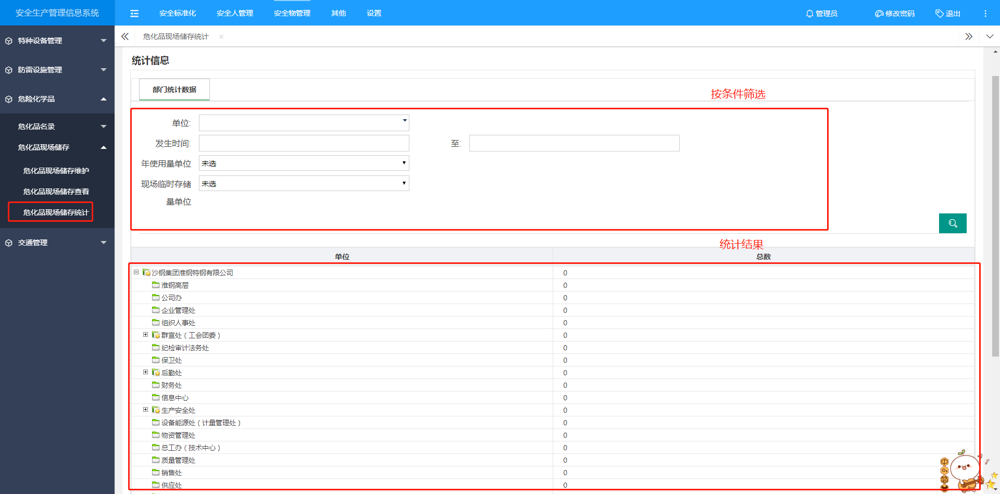 安全生产管理信息系统
安全标准化
安全人管理
安全物管理
其他
设置
管理员
修改密码
退出
特种设备管理
防雷设施管理
危险化学品
危化品名录
危化品现场储存
危化品现场储存维护
危化品现场储存查看
危化品现场储存统计
交通管理
危化品现场储存统计
统计信息
部门统计数据
按条件筛选
单位:
发生时间:
至:
年使用量单位
未选
现场临时存储
未选
量单位
统计结果
单位
总数
沙钢集团淮钢特钢有限公司 0
淮钢高层 0
公司办 0
企业管理处 0
组织人事处 0
群宣处（工会团委） 0
纪检审计法务处 0
保卫处 0
后勤处 0
财务处 0
信息中心 0
生产安全处 0
设备能源处（计量管理处） 0
物资管理处 0
总工办（技术中心） 0
质量管理处 0
销售处 0
供应处 0
中
简